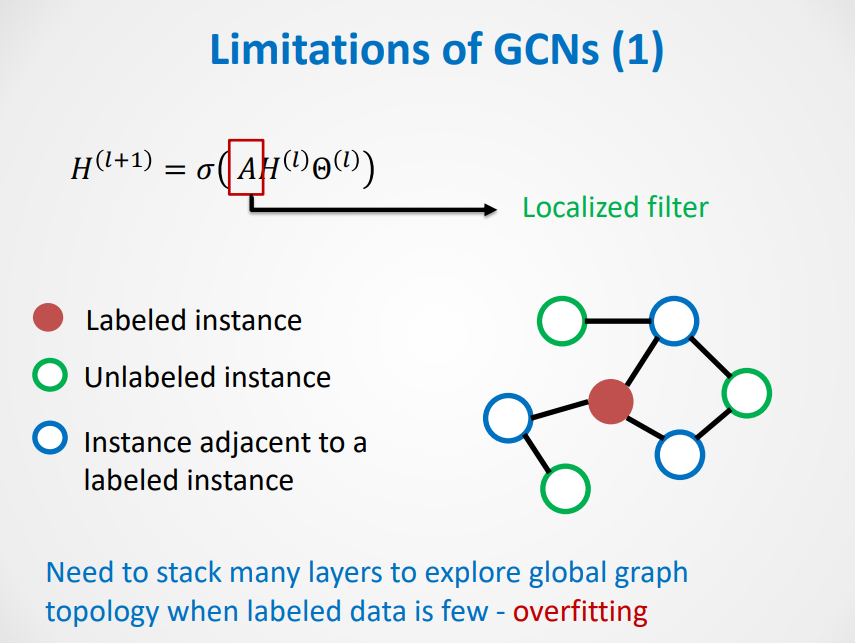 Limitations of GCNs (1)
H^(l+1) = σ(AH^(l)Θ^(l))
Localized filter
Labeled instance
Unlabeled instance
Instance adjacent to a
labeled instance
Need to stack many layers to explore global graph
topology when labeled data is few - overfitting